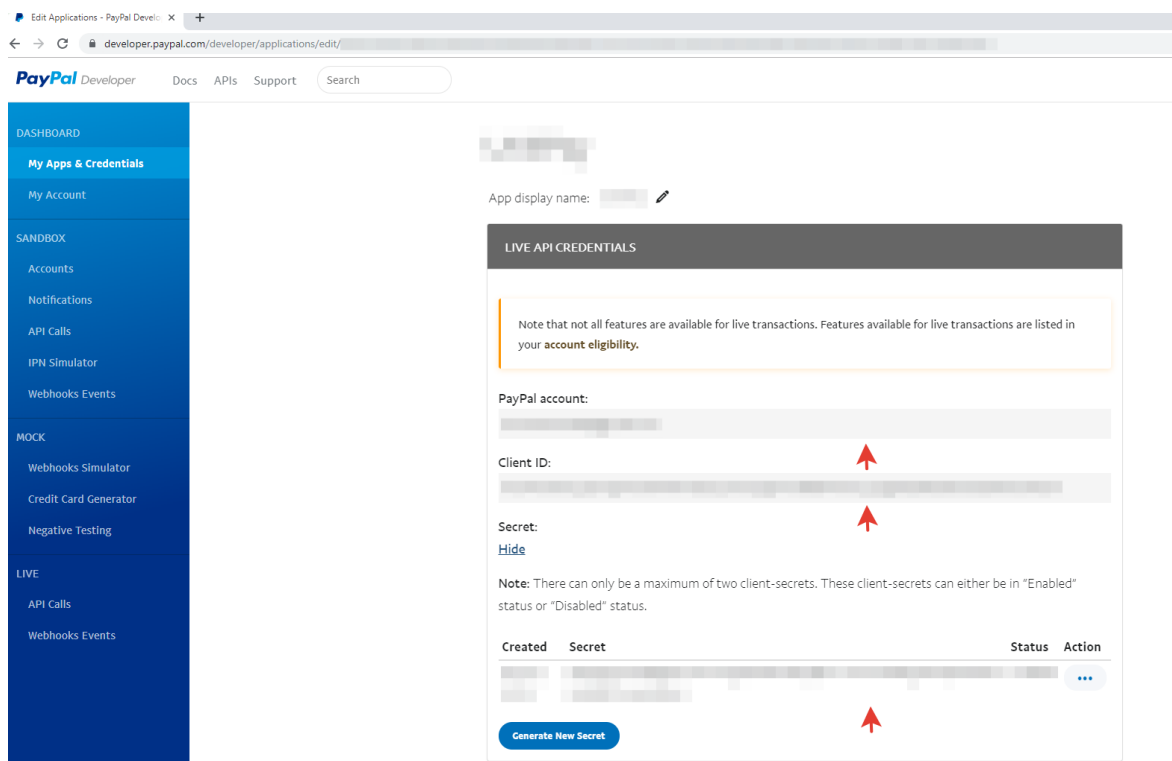 Edit Applications - PayPal Develo
developer.paypal.com/developer/applications/edit/
PayPal Developer Docs APIs Support Search
DASHBOARD
My Apps & Credentials
My Account
SANDBOX
Accounts
Notifications
API Calls
IPN Simulator
Webhooks Events
MOCK
Webhooks Simulator
Credit Card Generator
Negative Testing
LIVE
API Calls
Webhooks Events
App display name:
LIVE API CREDENTIALS
Note that not all features are available for live transactions. Features available for live transactions are listed in
your account eligibility.
PayPal account:
Client ID:
Secret:
Hide
Note: There can only be a maximum of two client-secrets. These client-secrets can either be in "Enabled"
status or "Disabled" status.
Created Secret Status Action
Generate New Secret